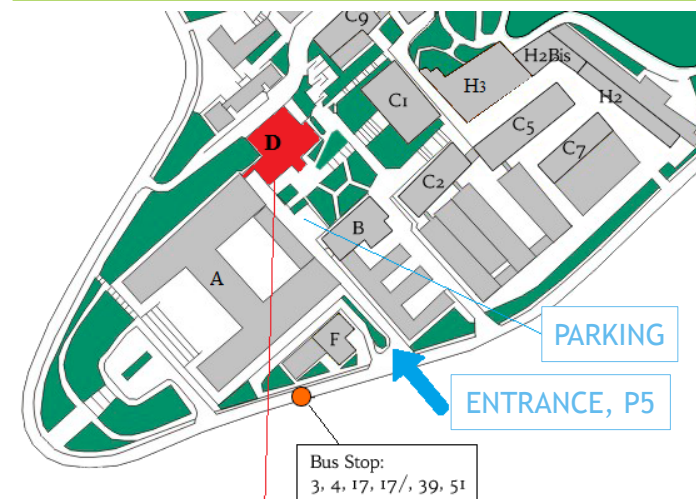 C9
H2Bis
H3
C1
H2
C5
D
C7
C2
B
A
PARKING
F
ENTRANCE, P5
Bus Stop:
3, 4, 17, 17/, 39, 51